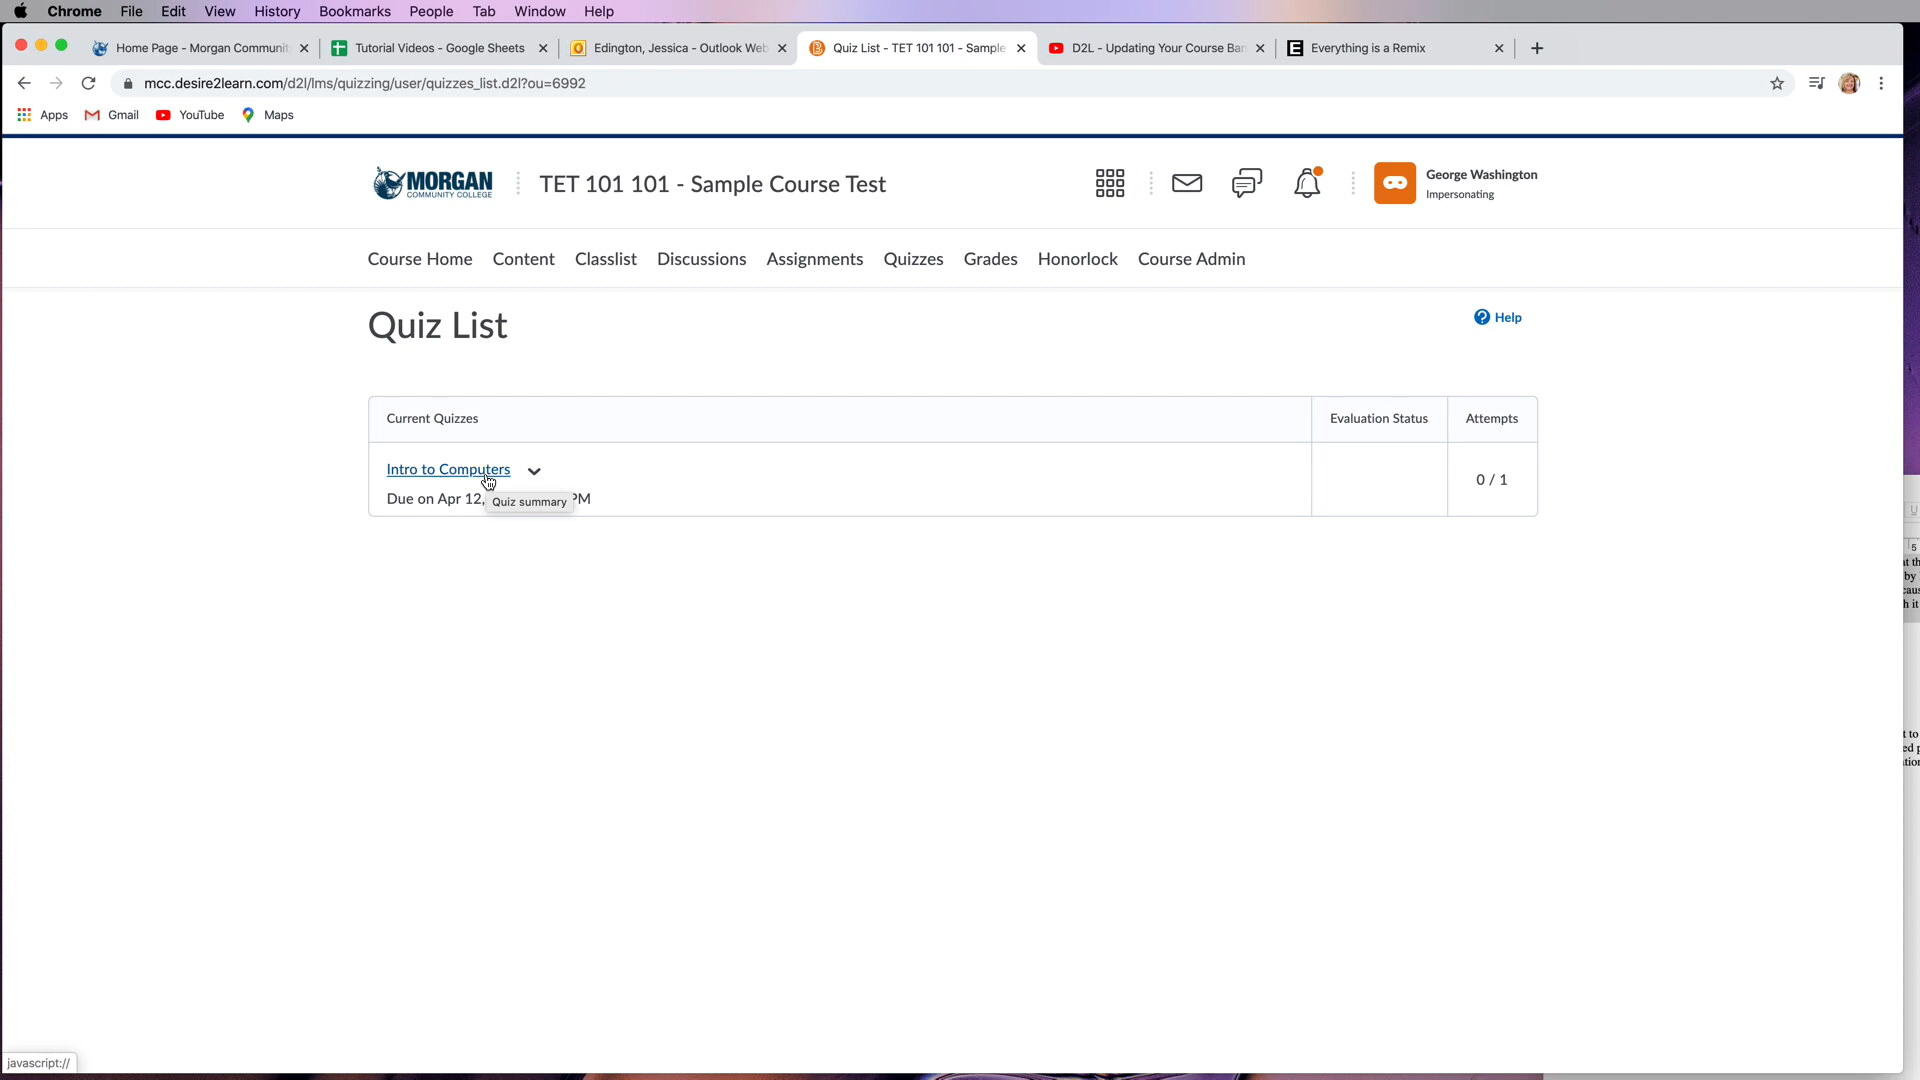 Chrome File Edit View History Bookmarks People Tab Window Help
Home Page - Morgan Communit Tutorial Videos - Google Sheets Edington, Jessica - Outlook Web Quiz List - TET 101 101 - Sample D2L - Updating Your Course Ban Everything is a Remix
mcc.desire2learn.com/d2l/lms/quizzing/user/quizzes_list.d2l?ou=6992
Apps Gmail YouTube Maps
MORGAN
COMMUNITY COLLEGE
TET 101 101 - Sample Course Test
George Washington
Impersonating
Course Home Content Classlist Discussions Assignments Quizzes Grades Honorlock Course Admin
Quiz List
Help
Current Quizzes Evaluation Status Attempts
Intro to Computers
0 / 1
Due on Apr 12, PM
Quiz summary
U
5
by
t to
javascript://